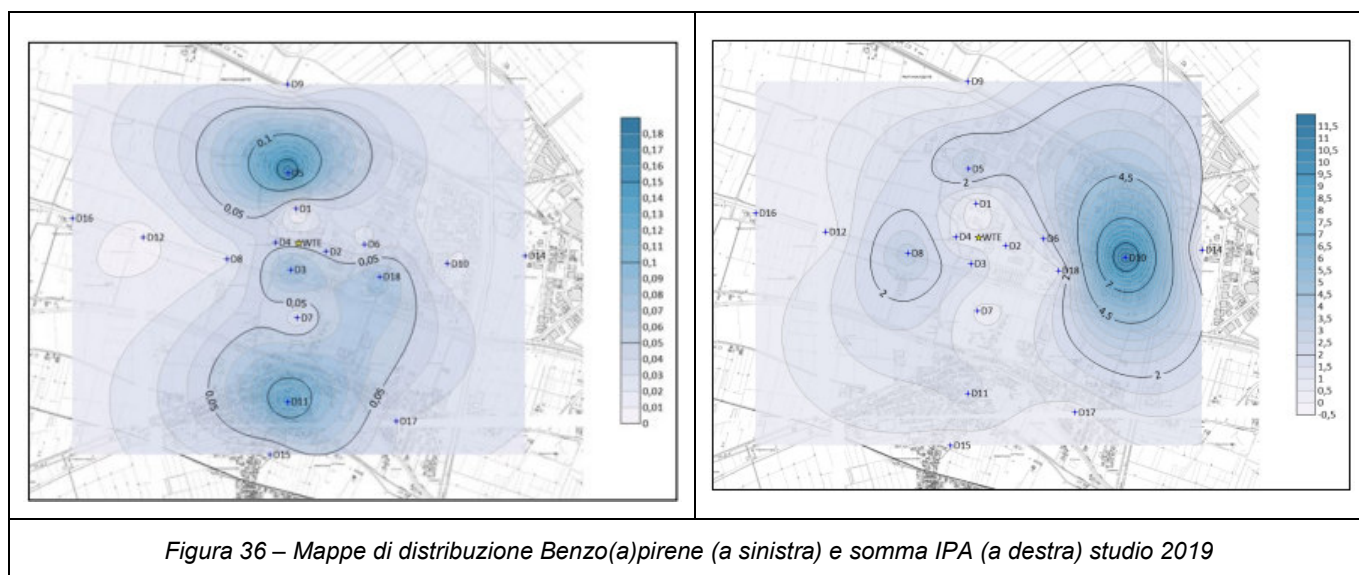 D9
0,1
D5
0,05
D1
D16
D12
D4
WTE
D2
D6
0,05
D8
D3
D18
D10
D14
0,05
D7
0,05
D11
0,05
D17
D15
0,18
0,17
0,16
0,15
0,14
0,13
0,12
0,11
0,1
0,09
0,08
0,07
0,06
0,05
0,04
0,03
0,02
0,01
0
D9
D5
4,5
2
D1
D16
D12
D4
WTE
D2
D6
D8
D3
D18
D10
D14
2
2
7
4,5
D7
2
D11
D17
D15
11,5
10,5
10
9,5
9
8,5
8
7,5
7
6,5
6
5,5
5
4,5
4
3,5
3
2,5
2
1,5
1
0,5
0
-0,5
Figura 36 – Mappe di distribuzione Benzo(a)pirene (a sinistra) e somma IPA (a destra) studio 2019